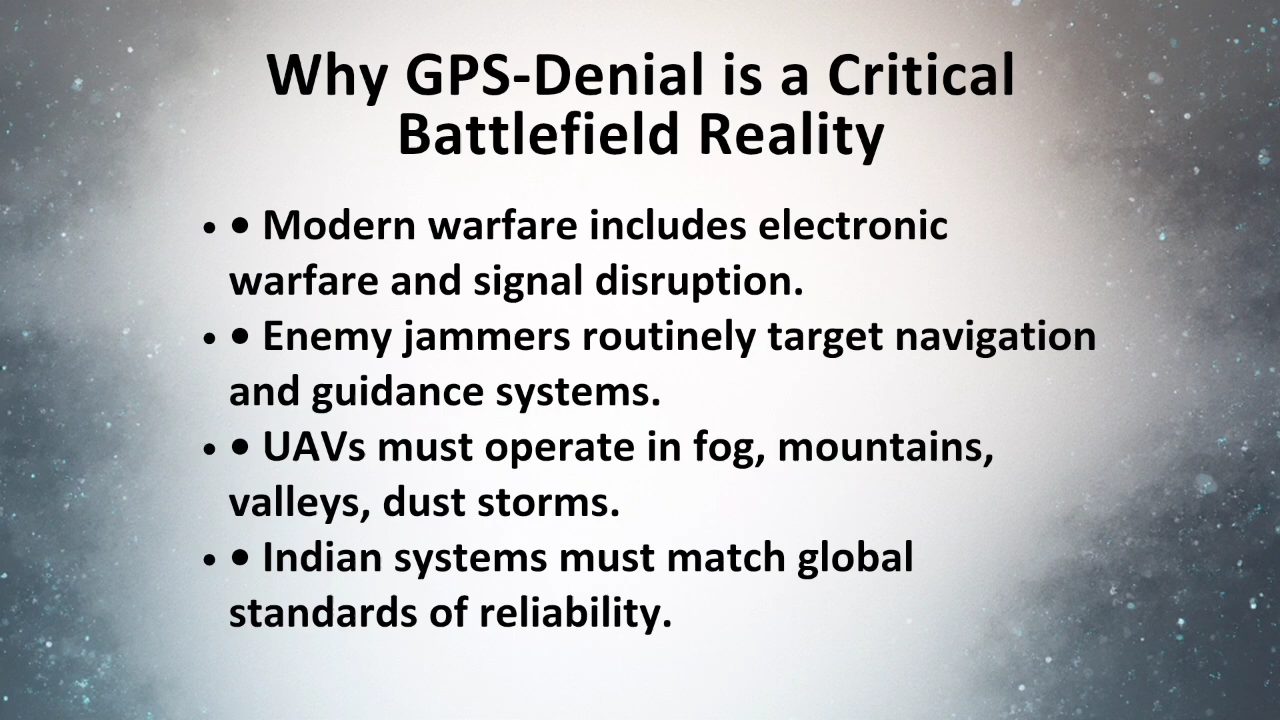 Why GPS-Denial is a Critical
Battlefield Reality
• • Modern warfare includes electronic
warfare and signal disruption.
• • Enemy jammers routinely target navigation
and guidance systems.
• • UAVs must operate in fog, mountains,
valleys, dust storms.
• • Indian systems must match global
standards of reliability.